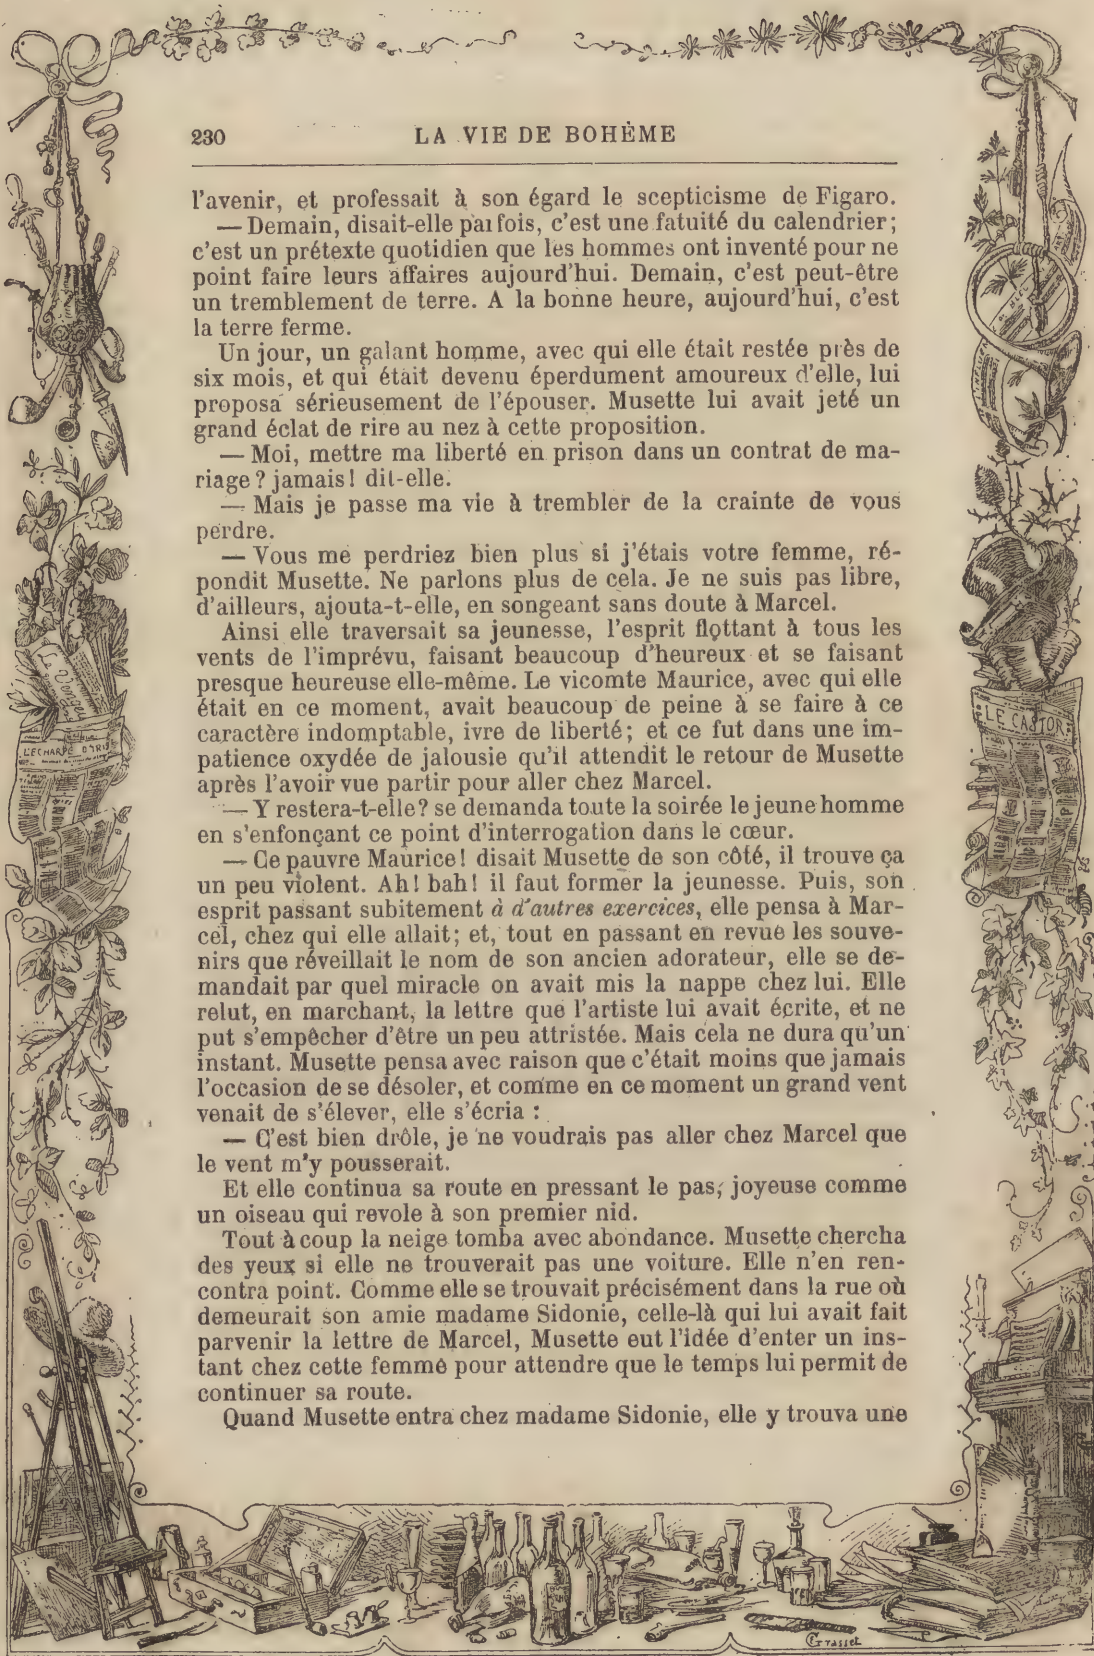 230 LA VIE DE BOHÈME
l'avenir, et professait à son égard le scepticisme de Figaro.
— Demain, disait-elle parfois, c'est une fatuité du calendrier;
c'est un prétexte quotidien que les hommes ont inventé pour ne
point faire leurs affaires aujourd'hui. Demain, c'est peut-être
un tremblement de terre. A la bonne heure, aujourd'hui, c'est
la terre ferme.
Un jour, un galant homme, avec qui elle était restée près de
six mois, et qui était devenu éperdument amoureux d'elle, lui
proposa sérieusement de l'épouser. Musette lui avait jeté un
grand éclat de rire au nez à cette proposition.
— Moi, mettre ma liberté en prison dans un contrat de ma-
riage? jamais! dit-elle.
— Mais je passe ma vie à trembler de la crainte de vous
perdre.
— Vous me perdriez bien plus si j'étais votre femme, ré-
pondit Musette. Ne parlons plus de cela. Je ne suis pas libre,
d'ailleurs, ajouta-t-elle, en songeant sans doute à Marcel.
Ainsi elle traversait sa jeunesse, l'esprit flottant à tous les
vents de l'imprévu, faisant beaucoup d'heureux et se faisant
presque heureuse elle-même. Le vicomte Maurice, avec qui elle
était en ce moment, avait beaucoup de peine à se faire à ce
caractère indomptable, ivre de liberté; et ce fut dans une im-
patience oxydée de jalousie qu'il attendit le retour de Musette
après l'avoir vue partir pour aller chez Marcel.
— Y restera-t-elle? se demanda toute la soirée le jeune homme
en s'enfonçant ce point d'interrogation dans le cœur.
— Ce pauvre Maurice! disait Musette de son côté, il trouve ça
un peu violent. Ah! bah! il faut former la jeunesse. Puis, son
esprit passant subitement à d'autres exercices, elle pensa à Mar-
cel, chez qui elle allait; et, tout en passant en revue les souve-
nirs que réveillait le nom de son ancien adorateur, elle se de-
mandait par quel miracle on avait mis la nappe chez lui. Elle
relut, en marchant, la lettre que l'artiste lui avait écrite, et ne
put s'empêcher d'être un peu attristée. Mais cela ne dura qu'un
instant. Musette pensa avec raison que c'était moins que jamais
l'occasion de se désoler, et comme en ce moment un grand vent
venait de s'élever, elle s'écria :
— C'est bien drôle, je ne voudrais pas aller chez Marcel que
le vent m'y pousserait.
Et elle continua sa route en pressant le pas, joyeuse comme
un oiseau qui revole à son premier nid.
Tout à coup la neige tomba avec abondance. Musette chercha
des yeux si elle ne trouverait pas une voiture. Elle n'en ren-
contra point. Comme elle se trouvait précisément dans la rue où
demeurait son amie madame Sidonie, celle-là qui lui avait fait
parvenir la lettre de Marcel, Musette eut l'idée d'enter un ins-
tant chez cette femme pour attendre que le temps lui permit de
continuer sa route.
Quand Musette entra chez madame Sidonie, elle y trouva une
Le Vengeur
L'ECHARPE D'IRIS
LE CASTOR
Grasset